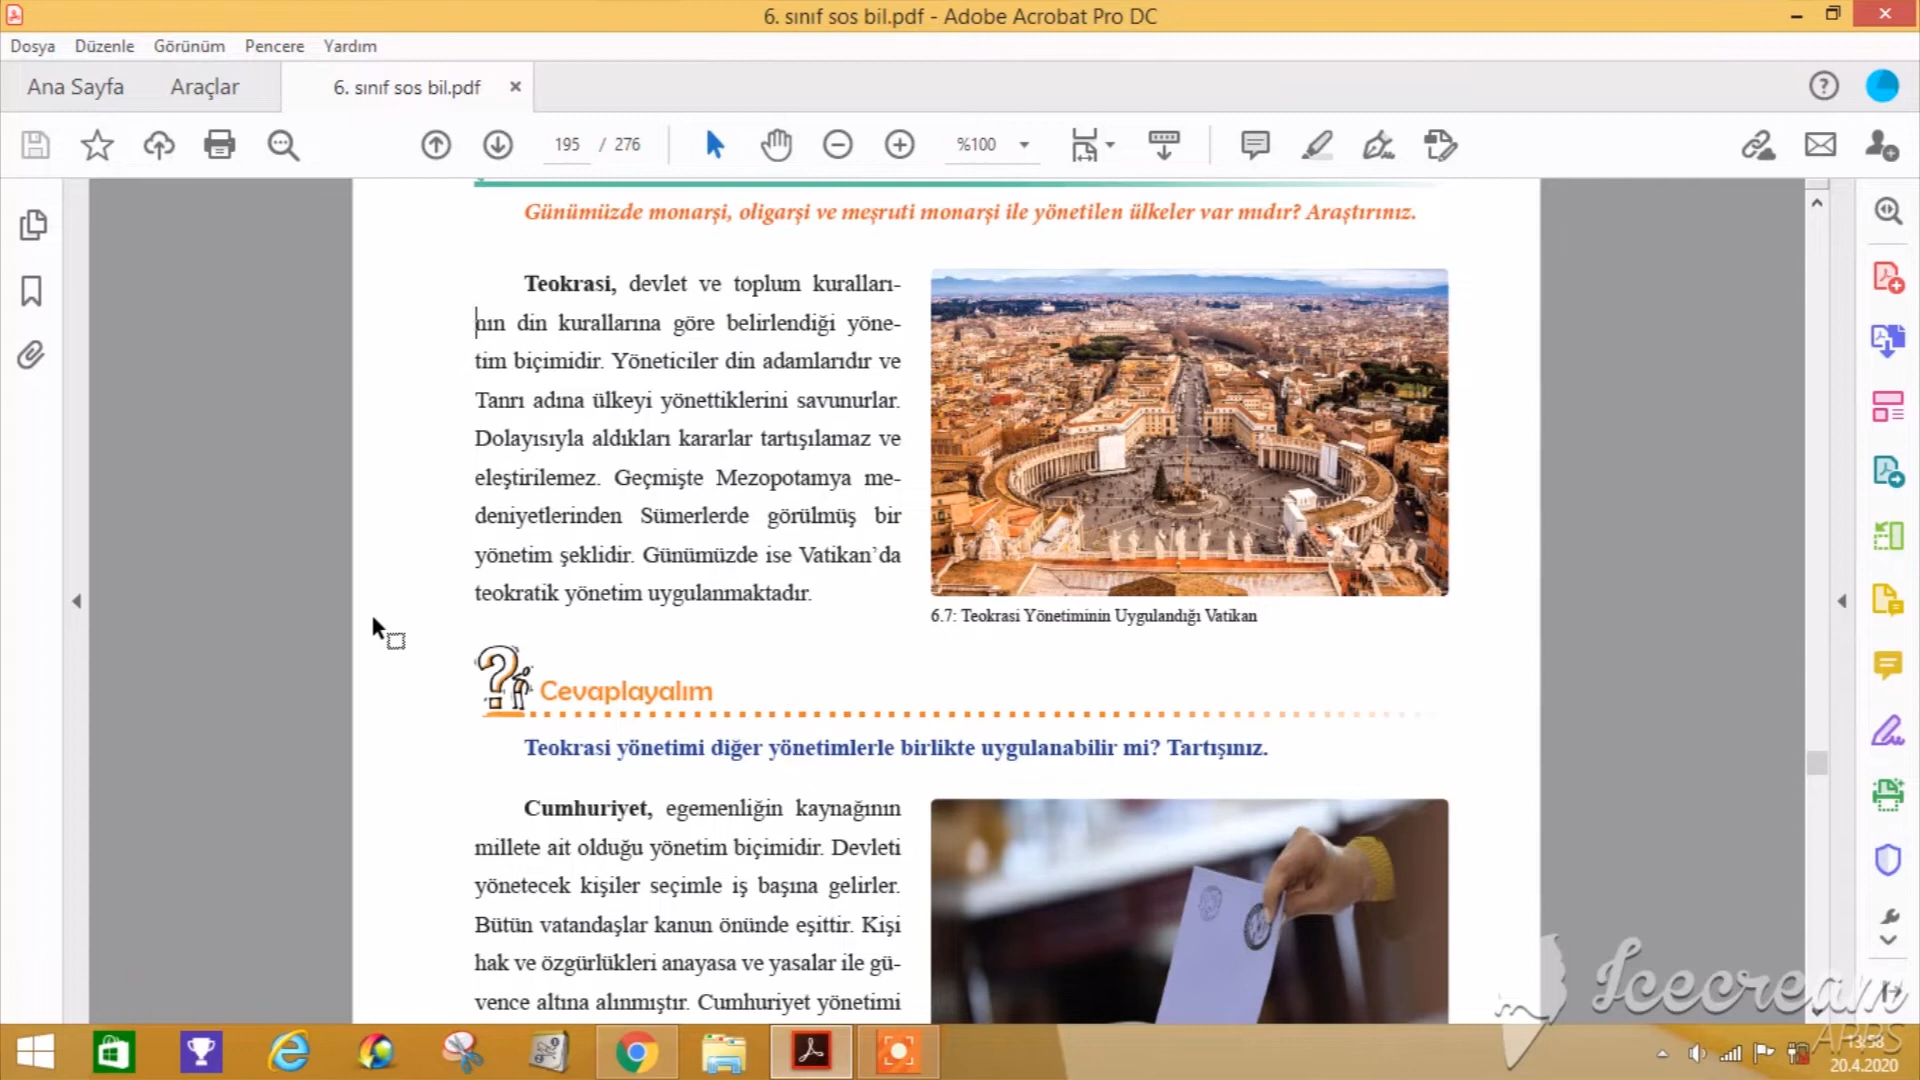 6. sınıf sos bil.pdf - Adobe Acrobat Pro DC
Dosya Düzenle Görünüm Pencere Yardım
Ana Sayfa Araçlar 6. sınıf sos bil.pdf
195 / 276 %100
Günümüzde monarşi, oligarşi ve meşruti monarşi ile yönetilen ülkeler var mıdır? Araştırınız.
Teokrasi, devlet ve toplum kuralları-
nın din kurallarına göre belirlendiği yöne-
tim biçimidir. Yöneticiler din adamlarıdır ve
Tanrı adına ülkeyi yönettiklerini savunurlar.
Dolayısıyla aldıkları kararlar tartışılamaz ve
eleştirilemez. Geçmişte Mezopotamya me-
deniyetlerinden Sümerlerde görülmüş bir
yönetim şeklidir. Günümüzde ise Vatikan’da
teokratik yönetim uygulanmaktadır.
6.7: Teokrasi Yönetiminin Uygulandığı Vatikan
Cevaplayalım
Teokrasi yönetimi diğer yönetimlerle birlikte uygulanabilir mi? Tartışınız.
Cumhuriyet, egemenliğin kaynağının
millete ait olduğu yönetim biçimidir. Devleti
yönetecek kişiler seçimle iş başına gelirler.
Bütün vatandaşlar kanun önünde eşittir. Kişi
hak ve özgürlükleri anayasa ve yasalar ile gü-
vence altına alınmıştır. Cumhuriyet yönetimi
Icecream
APPS
13:58
20.4.2020